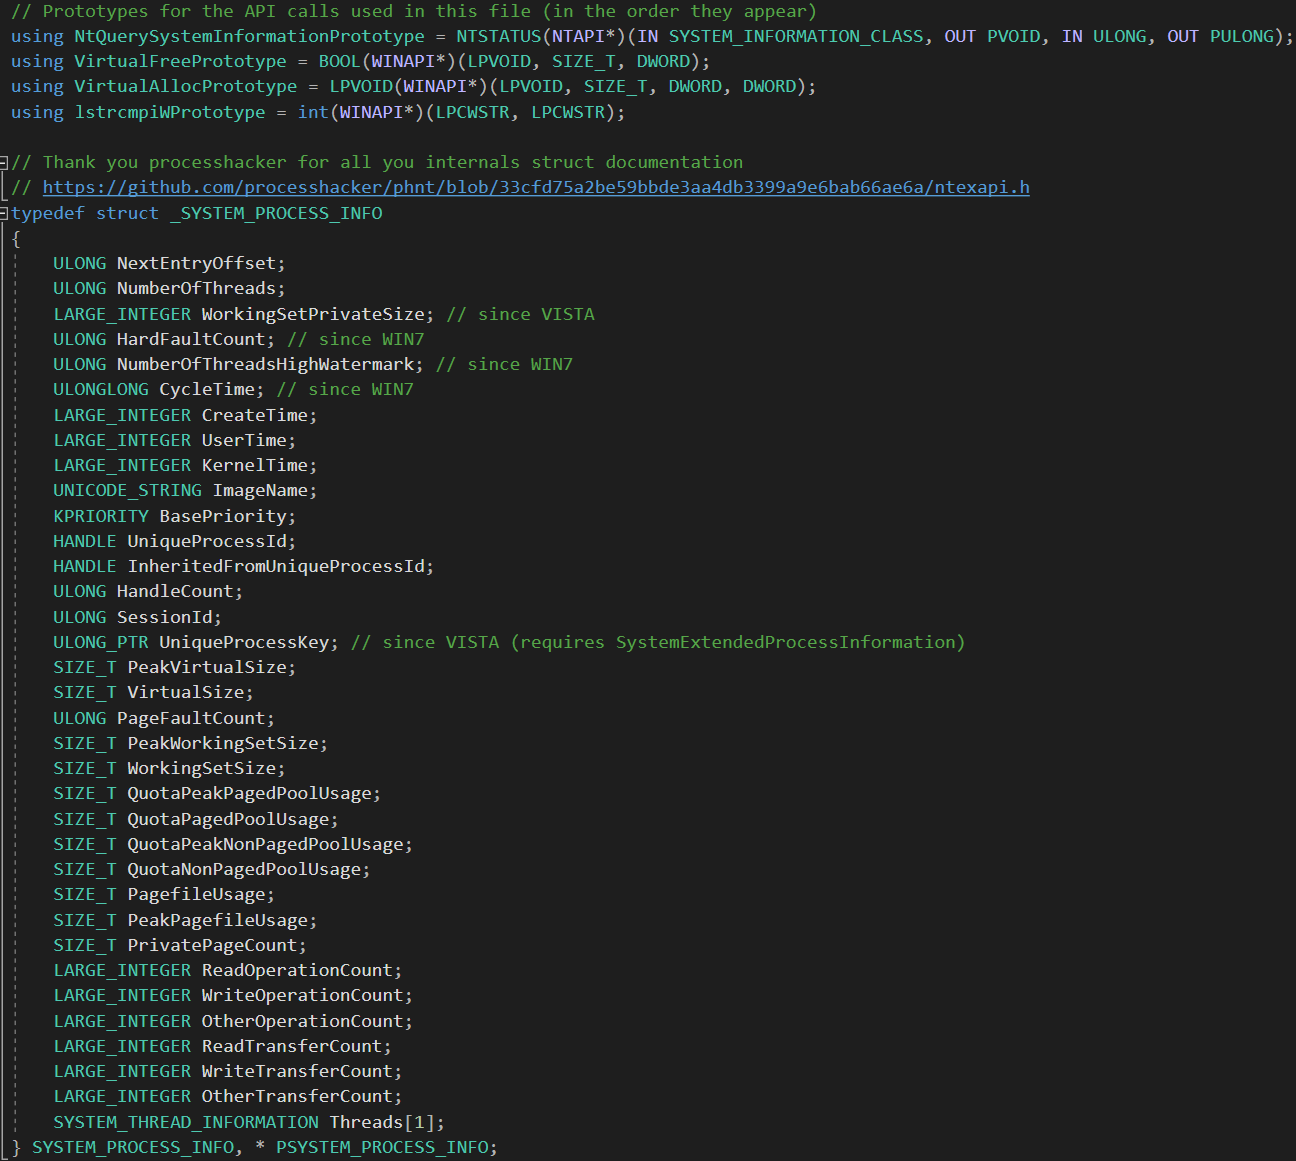 // Prototypes for the API calls used in this file (in the order they appear)
using NtQuerySystemInformationPrototype = NTSTATUS(NTAPI*)(IN SYSTEM_INFORMATION_CLASS, OUT PVOID, IN ULONG, OUT PULONG);
using VirtualFreePrototype = BOOL(WINAPI*)(LPVOID, SIZE_T, DWORD);
using VirtualAllocPrototype = LPVOID(WINAPI*)(LPVOID, SIZE_T, DWORD, DWORD);
using lstrcmpiWPrototype = int(WINAPI*)(LPCWSTR, LPCWSTR);
// Thank you processhacker for all you internals struct documentation
// https://github.com/processhacker/phnt/blob/33cfd75a2be59bbde3aa4db3399a9e6bab66ae6a/ntexapi.h
typedef struct _SYSTEM_PROCESS_INFO
{
    ULONG NextEntryOffset;
    ULONG NumberOfThreads;
    LARGE_INTEGER WorkingSetPrivateSize; // since VISTA
    ULONG HardFaultCount; // since WIN7
    ULONG NumberOfThreadsHighWatermark; // since WIN7
    ULONGLONG CycleTime; // since WIN7
    LARGE_INTEGER CreateTime;
    LARGE_INTEGER UserTime;
    LARGE_INTEGER KernelTime;
    UNICODE_STRING ImageName;
    KPRIORITY BasePriority;
    HANDLE UniqueProcessId;
    HANDLE InheritedFromUniqueProcessId;
    ULONG HandleCount;
    ULONG SessionId;
    ULONG_PTR UniqueProcessKey; // since VISTA (requires SystemExtendedProcessInformation)
    SIZE_T PeakVirtualSize;
    SIZE_T VirtualSize;
    ULONG PageFaultCount;
    SIZE_T PeakWorkingSetSize;
    SIZE_T WorkingSetSize;
    SIZE_T QuotaPeakPagedPoolUsage;
    SIZE_T QuotaPagedPoolUsage;
    SIZE_T QuotaPeakNonPagedPoolUsage;
    SIZE_T QuotaNonPagedPoolUsage;
    SIZE_T PagefileUsage;
    SIZE_T PeakPagefileUsage;
    SIZE_T PrivatePageCount;
    LARGE_INTEGER ReadOperationCount;
    LARGE_INTEGER WriteOperationCount;
    LARGE_INTEGER OtherOperationCount;
    LARGE_INTEGER ReadTransferCount;
    LARGE_INTEGER WriteTransferCount;
    LARGE_INTEGER OtherTransferCount;
    SYSTEM_THREAD_INFORMATION Threads[1];
} SYSTEM_PROCESS_INFO, * PSYSTEM_PROCESS_INFO;